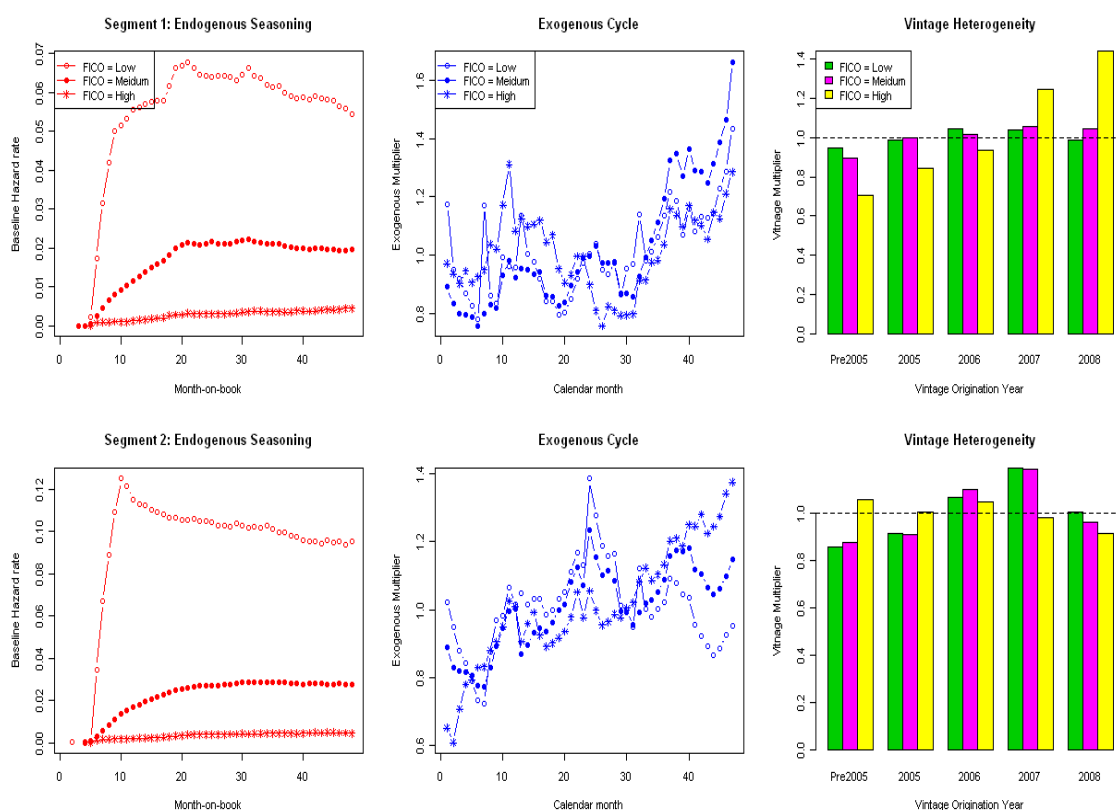 Segment 1: Endogenous Seasoning
Baseline Hazard rate
0.00 0.01 0.02 0.03 0.04 0.05 0.06 0.07
FICO = Low
FICO = Meidum
FICO = High
0 10 20 30 40
Month-on-book
Exogenous Cycle
Exogenous Multiplier
0.8 1.0 1.2 1.4 1.6
FICO = Low
FICO = Meidum
FICO = High
0 10 20 30 40
Calendar month
Vintage Heterogeneity
Vitnage Multiplier
0.0 0.2 0.4 0.6 0.8 1.0 1.2 1.4
FICO = Low
FICO = Meidum
FICO = High
Pre2005 2005 2006 2007 2008
Vintage Origination Year
Segment 2: Endogenous Seasoning
Baseline Hazard rate
0.00 0.02 0.04 0.06 0.08 0.10 0.12
0 10 20 30 40
Month-on-book
Exogenous Cycle
Exogenous Multiplier
0.6 0.8 1.0 1.2 1.4
0 10 20 30 40
Calendar month
Vintage Heterogeneity
Vitnage Multiplier
0.0 0.2 0.4 0.6 0.8 1.0
Pre2005 2005 2006 2007 2008
Vintage Origination Year